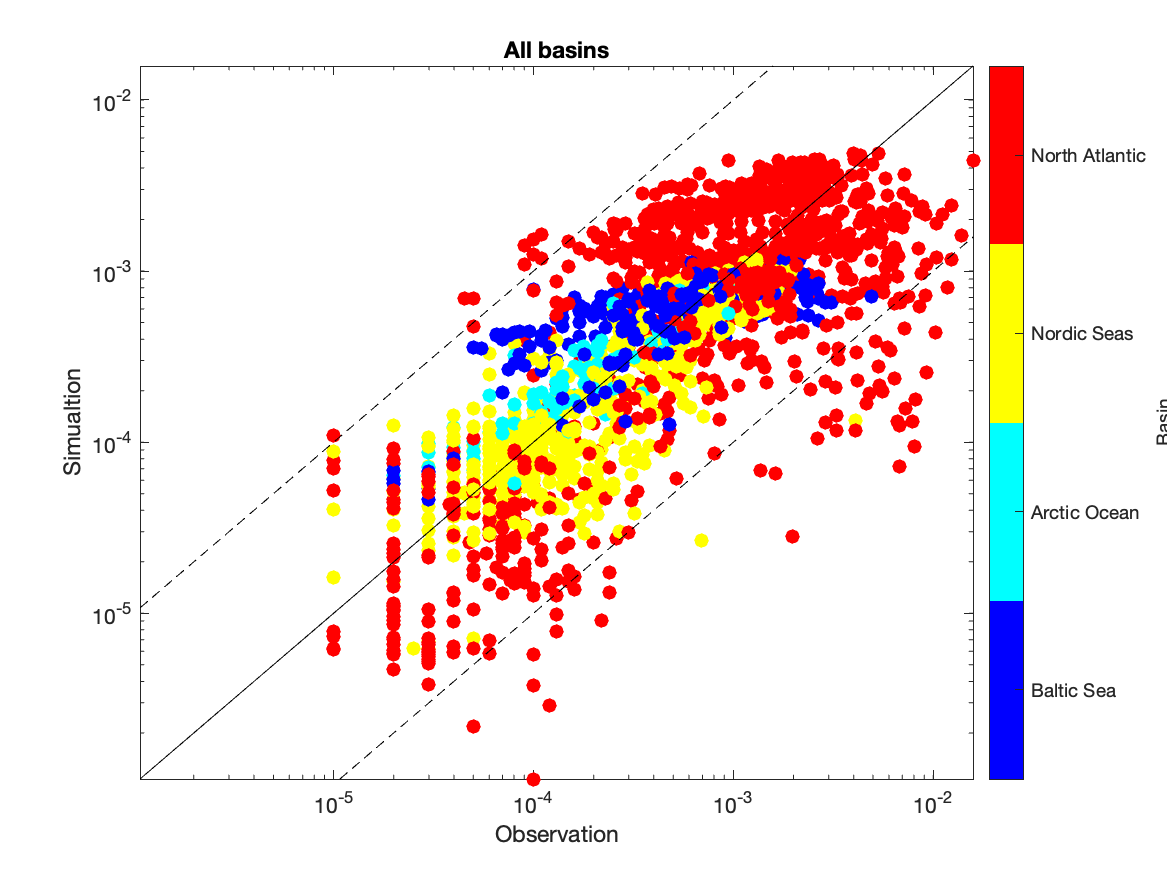 All basins
10-2
10-3
10-4
10-5
Simualtion
10-5
10-4
10-3
10-2
Observation
North Atlantic
Nordic Seas
Arctic Ocean
Baltic Sea
Basin